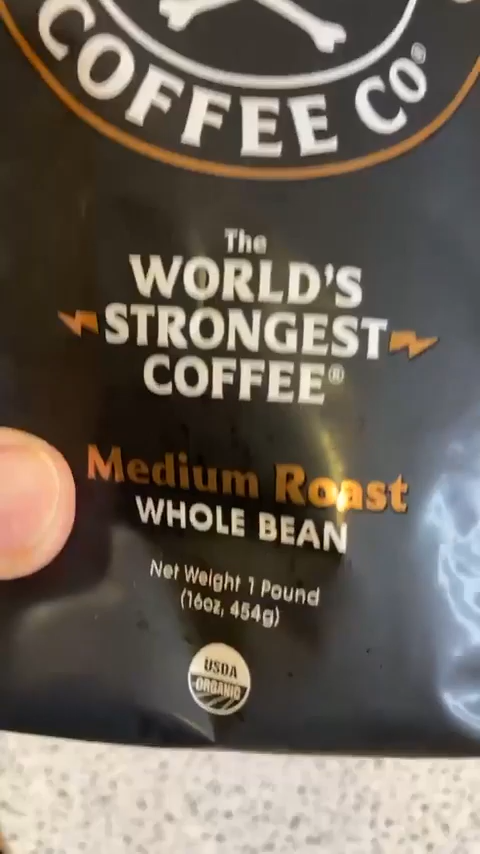 COFFEE CO®
The
WORLD'S
STRONGEST
COFFEE®
Medium Roast
WHOLE BEAN
Net Weight 1 Pound
(16oz, 454g)
USDA
ORGANIC